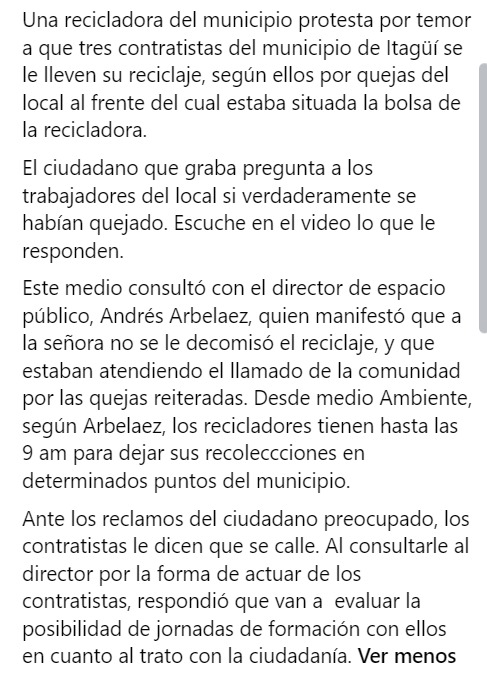 Una recicladora del municipio protesta por temor
a que tres contratistas del municipio de Itagüí se
le lleven su reciclaje, según ellos por quejas del
local al frente del cual estaba situada la bolsa de
la recicladora.
El ciudadano que graba pregunta a los
trabajadores del local si verdaderamente se
habían quejado. Escuche en el video lo que le
responden.
Este medio consultó con el director de espacio
público, Andrés Arbelaez, quien manifestó que a
la señora no se le decomisó el reciclaje, y que
estaban atendiendo el llamado de la comunidad
por las quejas reiteradas. Desde medio Ambiente,
según Arbelaez, los recicladores tienen hasta las
9 am para dejar sus recoleccciones en
determinados puntos del municipio.
Ante los reclamos del ciudadano preocupado, los
contratistas le dicen que se calle. Al consultarle al
director por la forma de actuar de los
contratistas, respondió que van a  evaluar la
posibilidad de jornadas de formación con ellos
en cuanto al trato con la ciudadanía. Ver menos